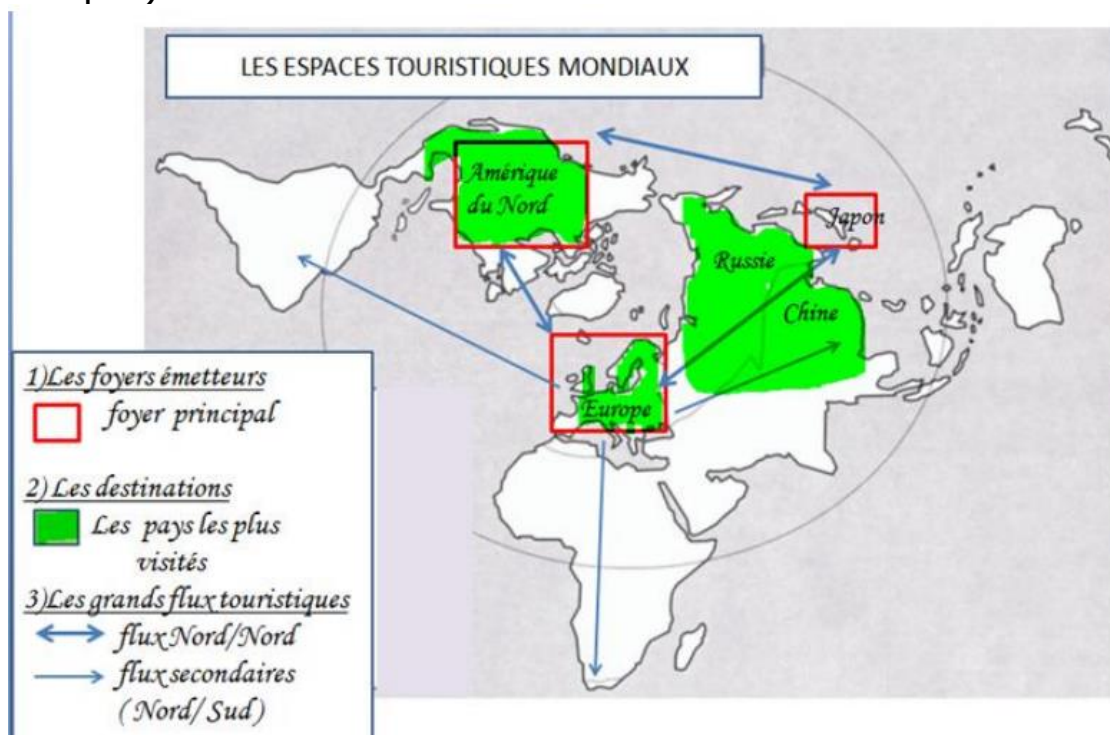 LES ESPACES TOURISTIQUES MONDIAUX
Amérique
du Nord
Japon
Russie
Chine
Europe
1)Les foyers émetteurs
foyer principal
2) Les destinations
Les pays les plus
visités
3)Les grands flux touristiques
flux Nord/Nord
flux secondaires
( Nord/ Sud )